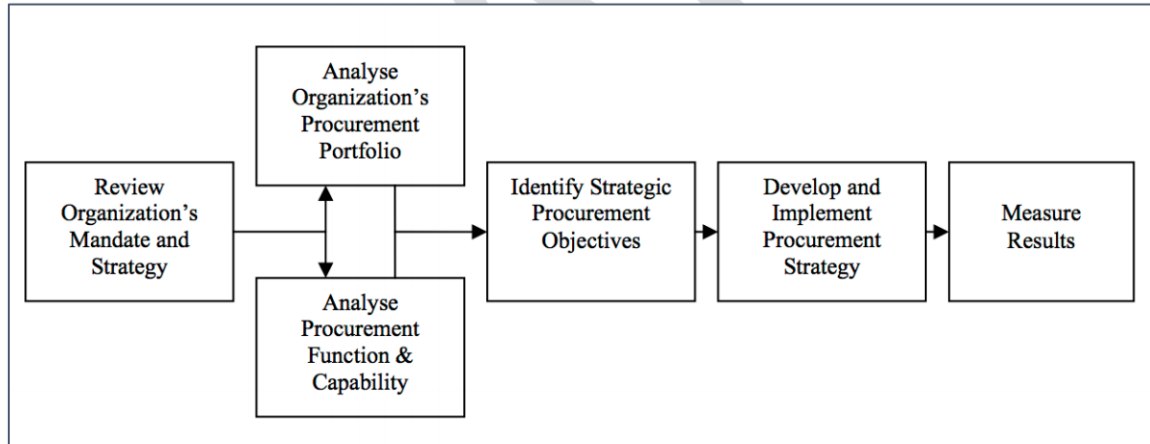 Analyse
Organization's
Procurement
Portfolio
Review
Organization’s
Mandate and
Strategy
Identify Strategic
Procurement
Objectives
Develop and
Implement
Procurement
Strategy
Measure
Results
Analyse
Procurement
Function &
Capability